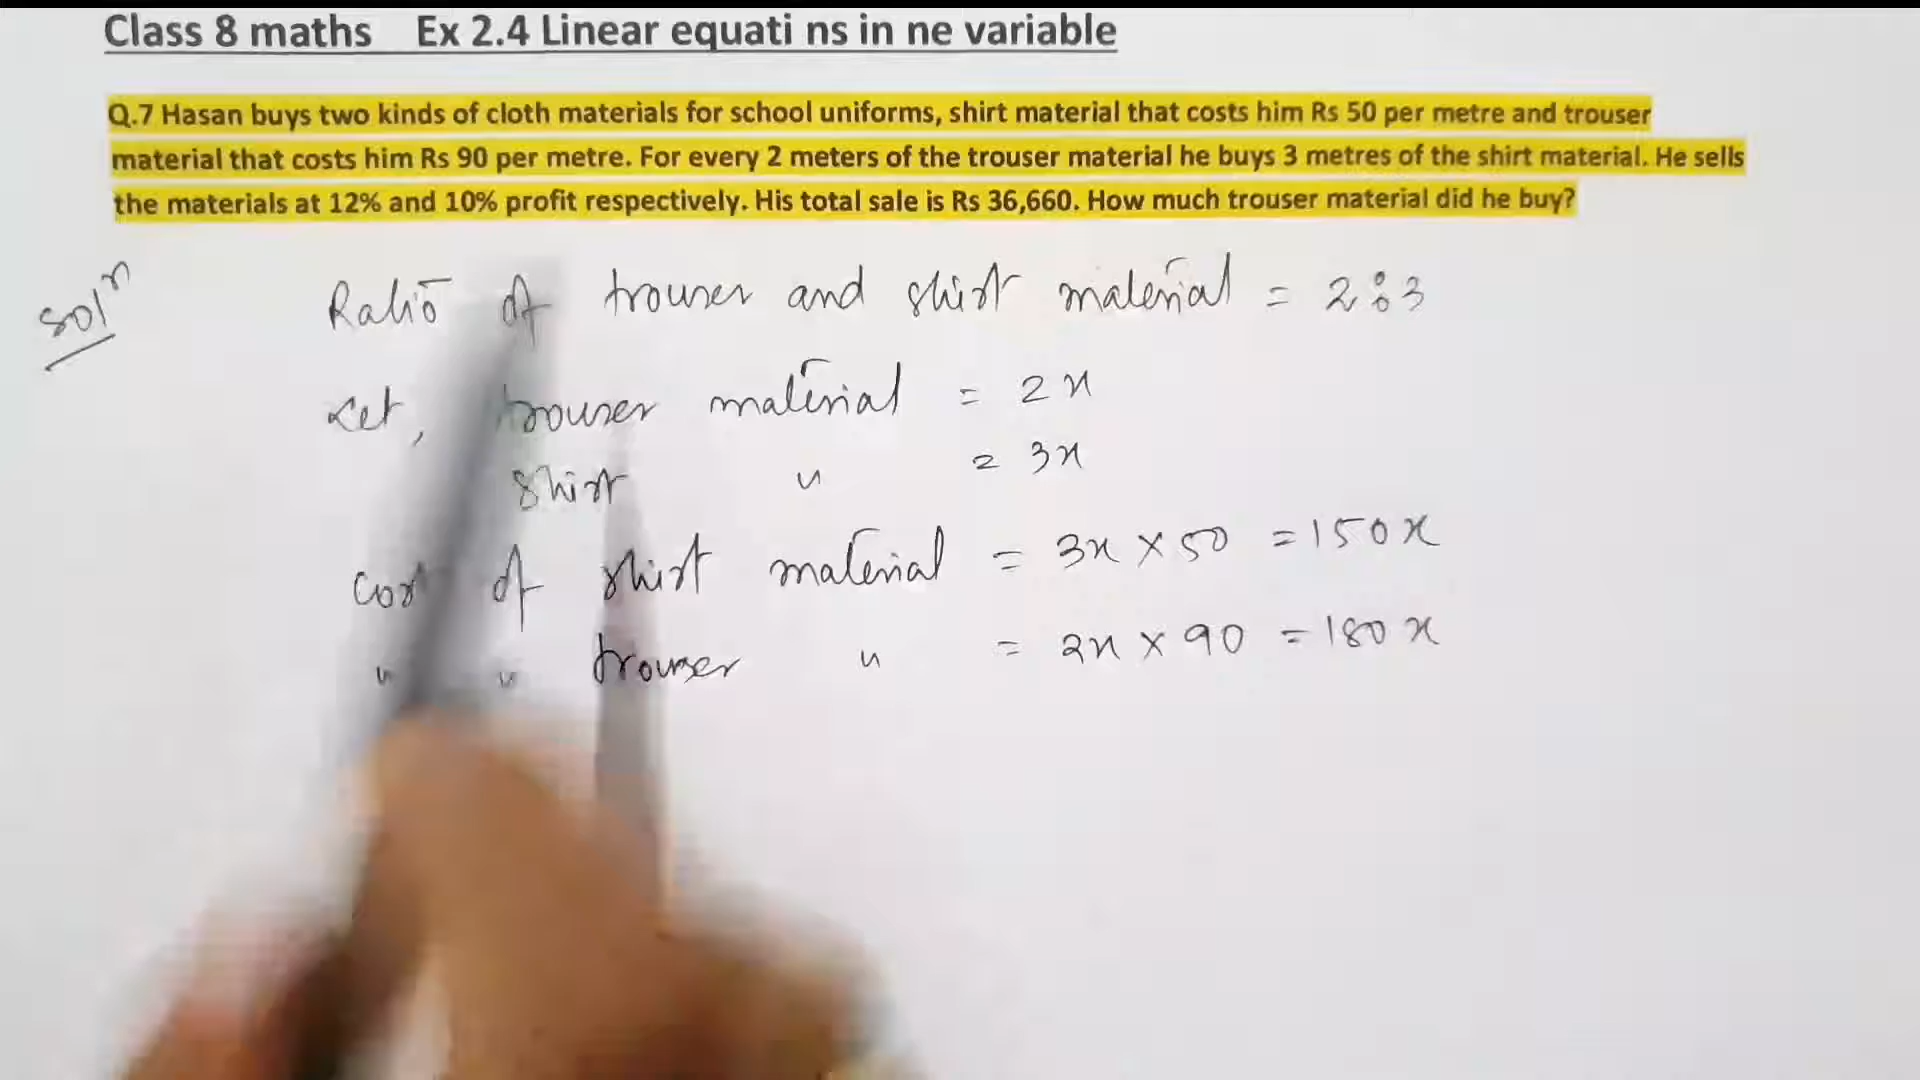 Class 8 maths Ex 2.4 Linear equati ns in ne variable
Q.7 Hasan buys two kinds of cloth materials for school uniforms, shirt material that costs him Rs 50 per metre and trouser
material that costs him Rs 90 per metre. For every 2 meters of the trouser material he buys 3 metres of the shirt material. He sells
the materials at 12% and 10% profit respectively. His total sale is Rs 36,660. How much trouser material did he buy?
Solⁿ Ratio of trouser and shirt material = 2:3
Let, trouser material = 2x
shirt " = 3x
Cost of shirt material = 3x × 50 = 150x
" " trouser " = 2x × 90 = 180x